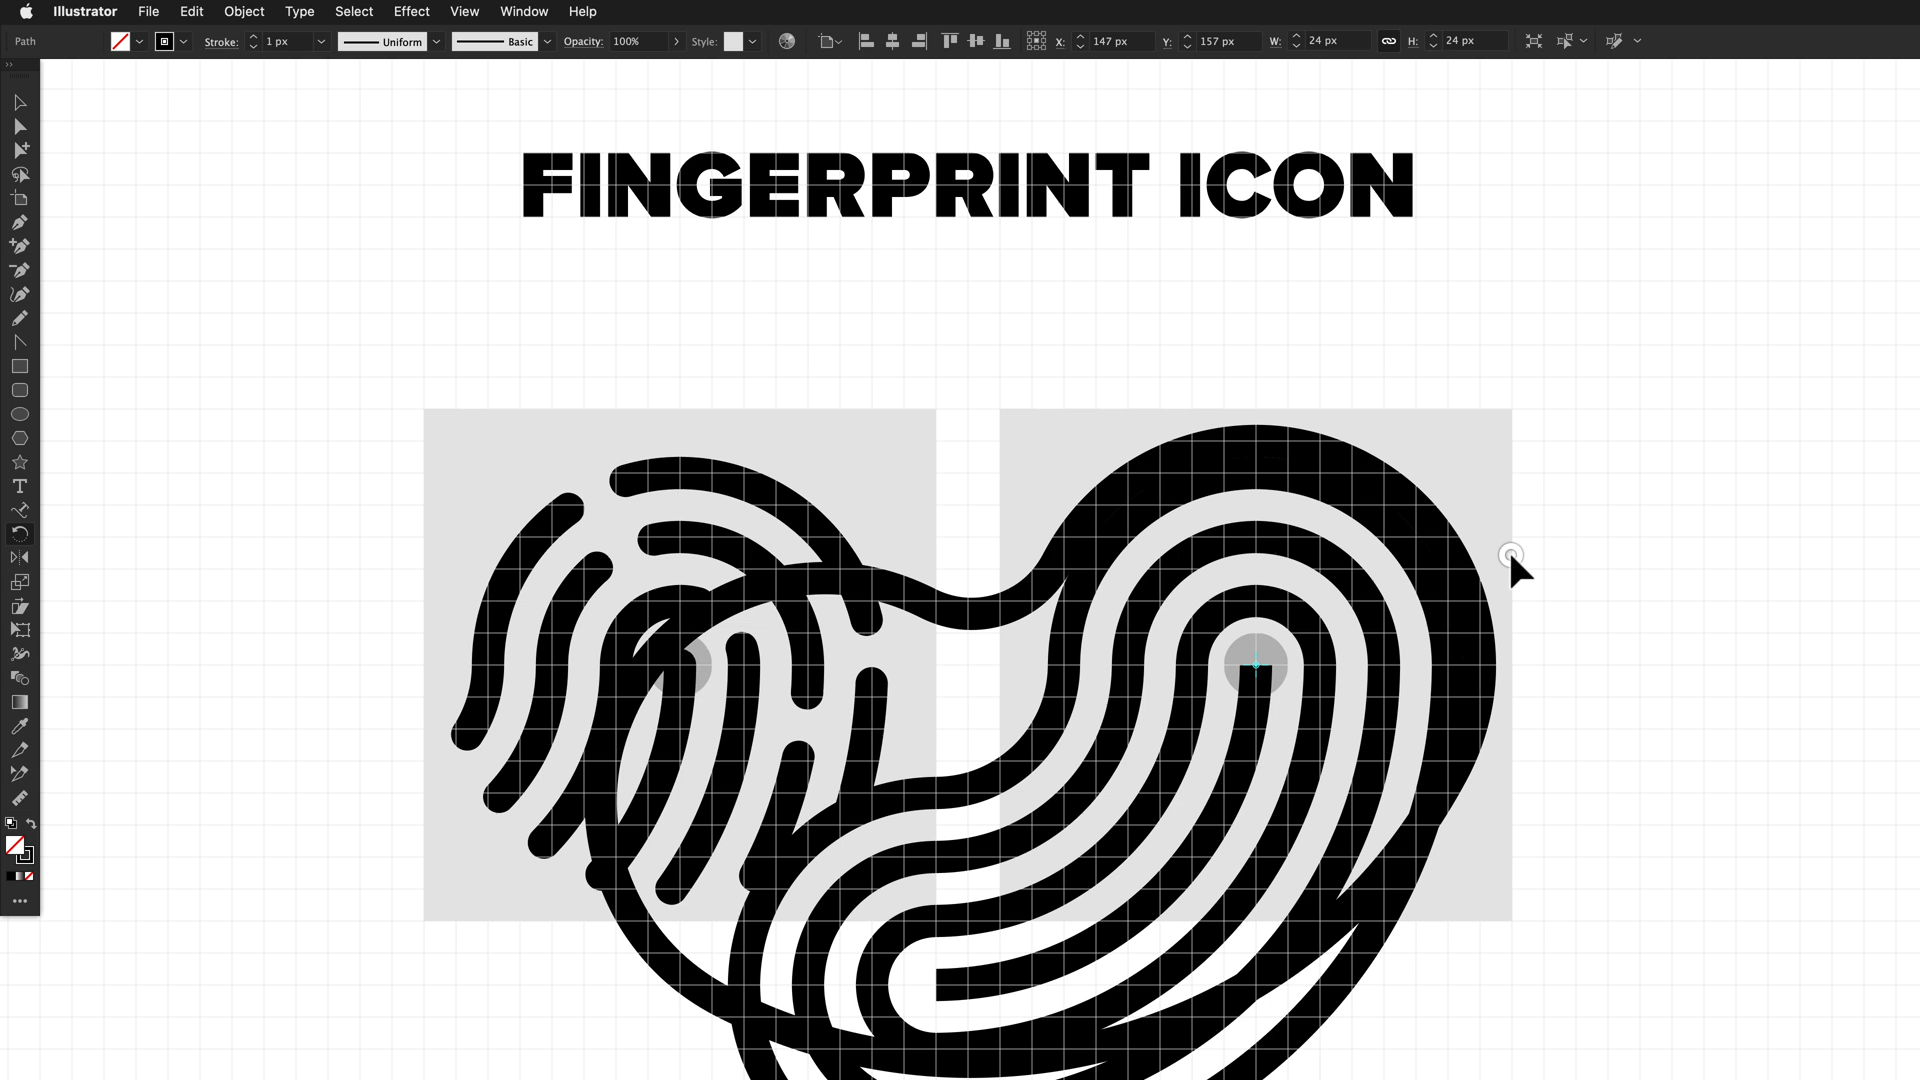 Illustrator File Edit Object Type Select Effect View Window Help
Path Stroke: 1 px Uniform Basic Opacity: 100% Style: X: 147 px Y: 157 px W: 24 px H: 24 px
FINGERPRINT ICON